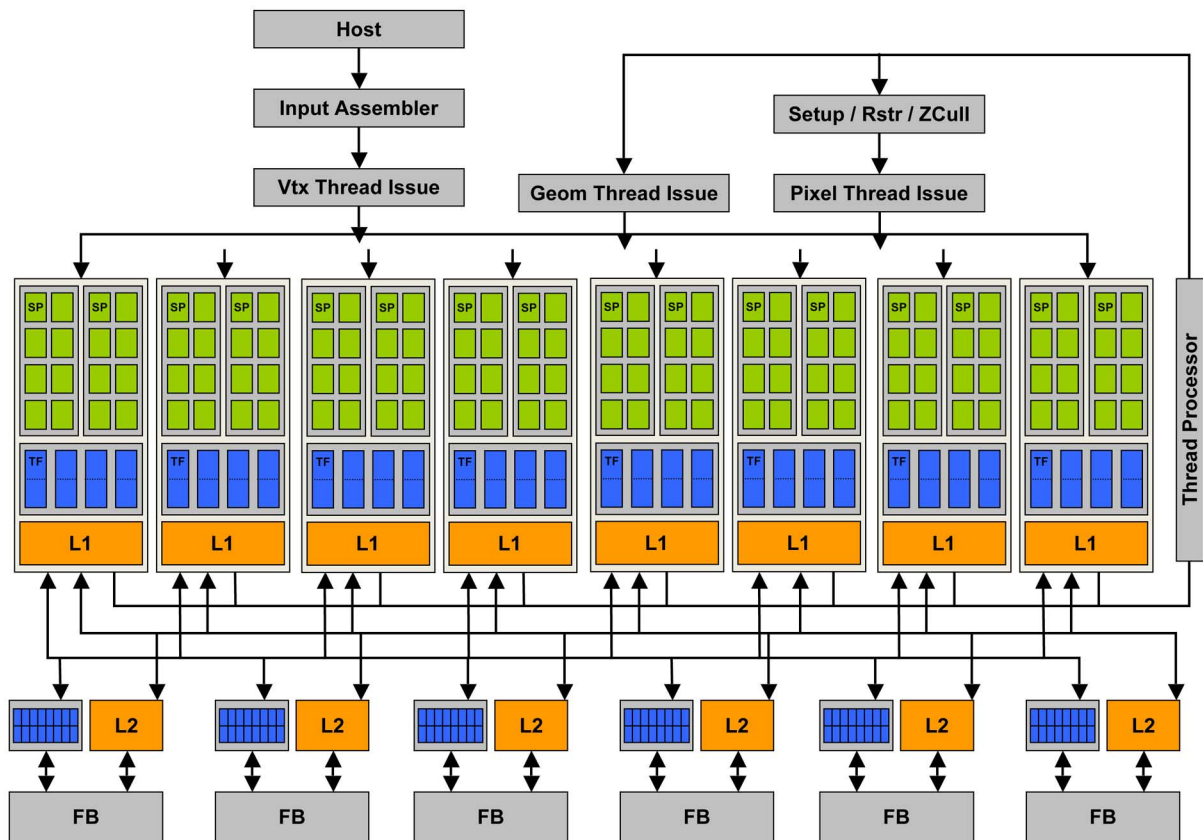 Host
Input Assembler
Setup / Rstr / ZCull
Vtx Thread Issue
Geom Thread Issue
Pixel Thread Issue
SP SP SP SP SP SP SP SP SP SP SP SP SP SP SP SP
Thread Processor
TF TF TF TF TF TF TF TF
L1 L1 L1 L1 L1 L1 L1 L1
L2 L2 L2 L2 L2 L2
FB FB FB FB FB FB